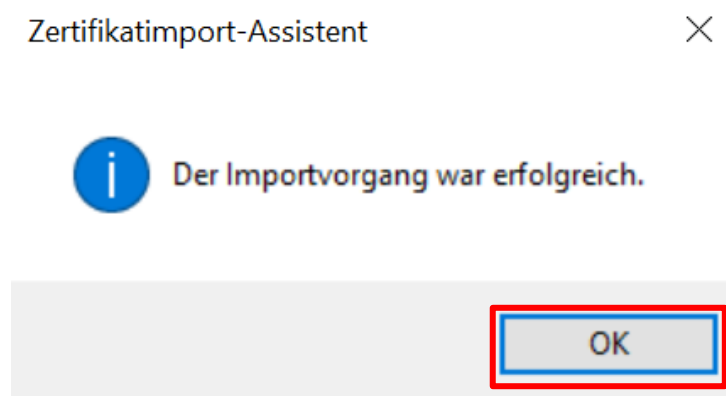 Zertifikatimport-Assistent
Der Importvorgang war erfolgreich.
OK